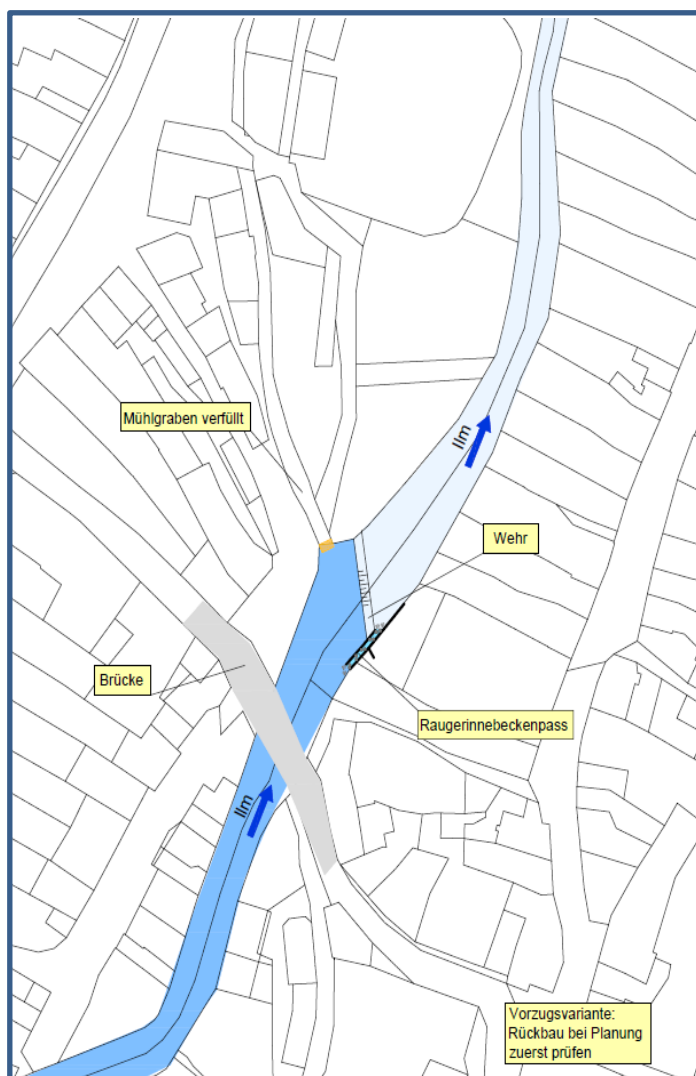 Mühlgraben verfüllt
Ilm
Wehr
Brücke
Raugerinnebeckenpass
Ilm
Vorzugsvariante:
Rückbau bei Planung
zuerst prüfen